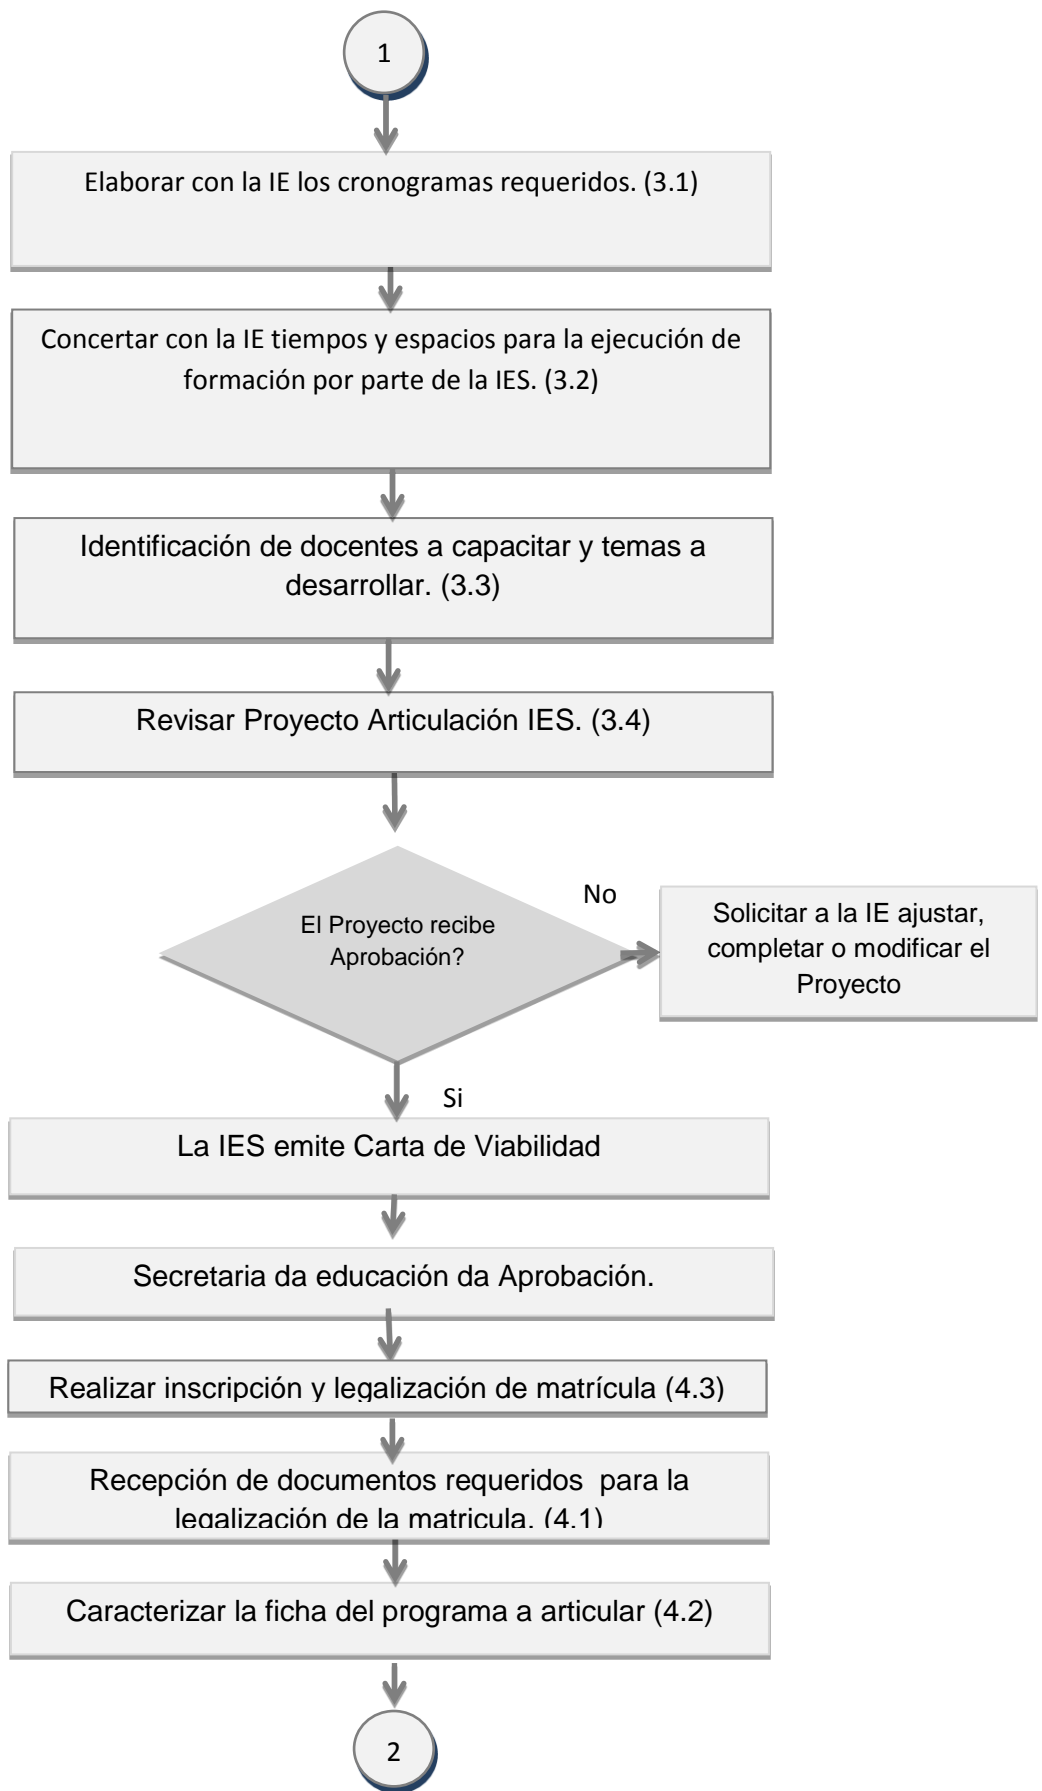 1
Elaborar con la IE los cronogramas requeridos. (3.1)
Concertar con la IE tiempos y espacios para la ejecución de
formación por parte de la IES. (3.2)
Identificación de docentes a capacitar y temas a
desarrollar. (3.3)
Revisar Proyecto Articulación IES. (3.4)
El Proyecto recibe
Aprobación?
No
Solicitar a la IE ajustar,
completar o modificar el
Proyecto
Si
La IES emite Carta de Viabilidad
Secretaria da educación da Aprobación.
Realizar inscripción y legalización de matrícula (4.3)
Recepción de documentos requeridos  para la
legalización de la matricula. (4.1)
Caracterizar la ficha del programa a articular (4.2)
2